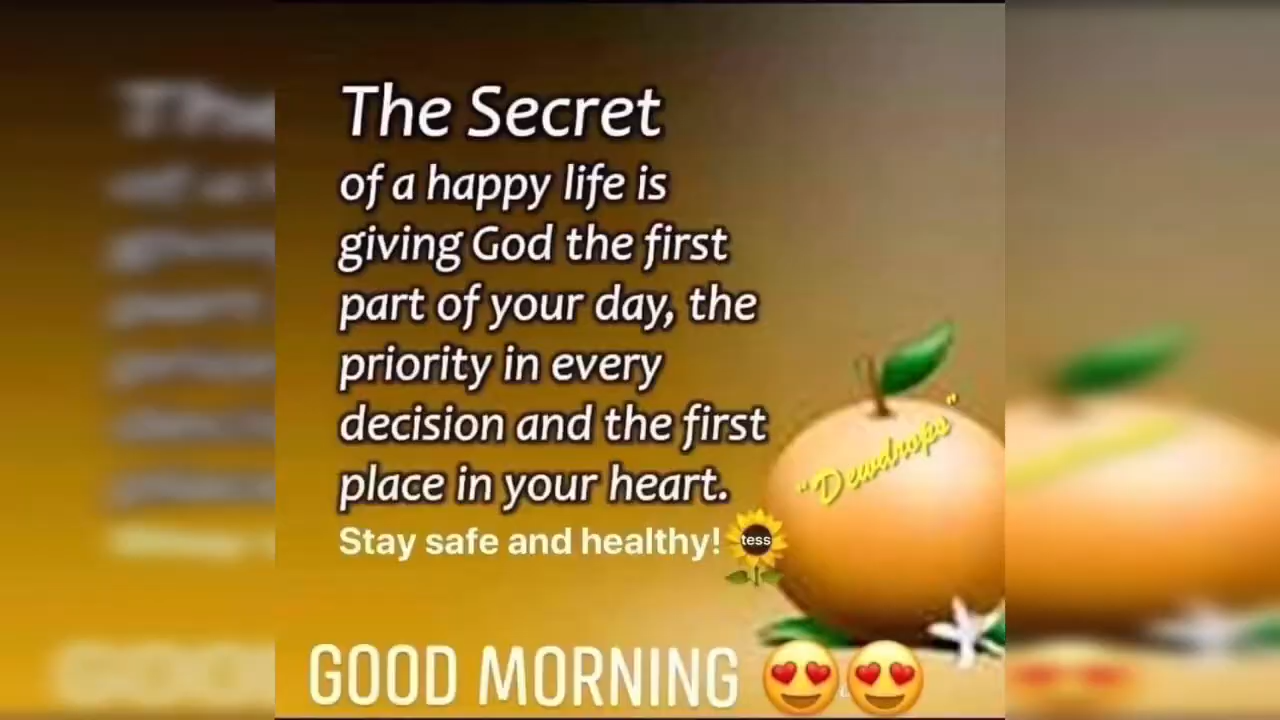 The Secret
of a happy life is
giving God the first
part of your day, the
priority in every
decision and the first
place in your heart.
"Dewdrops"
Stay safe and healthy!
tess
GOOD MORNING 😍😍